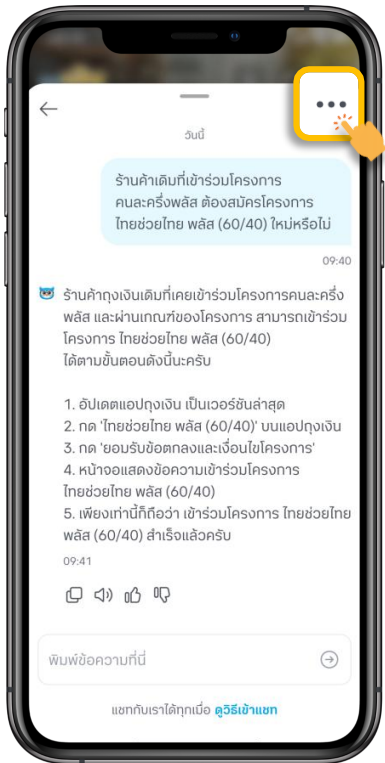 วันนี้
ร้านค้าเดิมที่เข้าร่วมโครงการ
คนละครึ่งพลัส ต้องสมัครโครงการ
ไทยช่วยไทย พลัส (60/40) ใหม่หรือไม่
09:40
ร้านค้าถุงเงินเดิมที่เคยเข้าร่วมโครงการคนละครึ่ง
พลัส และผ่านเกณฑ์ของโครงการ สามารถเข้าร่วม
โครงการ ไทยช่วยไทย พลัส (60/40)
ได้ตามขั้นตอนดังนี้นะครับ
1. อัปเดตแอปถุงเงิน เป็นเวอร์ชันล่าสุด
2. กด 'ไทยช่วยไทย พลัส (60/40)' บนแอปถุงเงิน
3. กด 'ยอมรับข้อตกลงและเงื่อนไขโครงการ'
4. หน้าจอแสดงข้อความเข้าร่วมโครงการ
ไทยช่วยไทย พลัส (60/40)
5. เพียงเท่านี้ก็ถือว่า เข้าร่วมโครงการ ไทยช่วยไทย
พลัส (60/40) สำเร็จแล้วครับ
09:41
พิมพ์ข้อความที่นี่
แชทกับเราได้ทุกเมื่อ ดูวิธีเข้าแชท